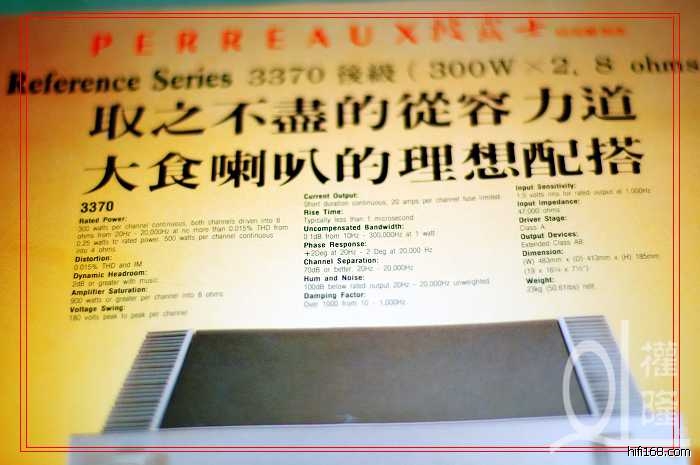 PERREAUX
Reference Series 3370 後級 ( 300W × 2, 8 ohms
取之不盡的從容力道
大食喇叭的理想配搭
3370
Rated Power:
300 watts per channel continuous, both channels driven into 8
ohms from 20Hz - 20,000Hz at no more than 0.015% THD from
0.25 watts to rated power. 500 watts per channel continuous
into 4 ohms.
Distortion:
0.015% THD and IM
Dynamic Headroom:
2dB or greater with music.
Amplifier Saturation:
900 watts or greater per channel into 8 ohms
Voltage Swing:
180 volts peak to peak per channel
Current Output:
Short duration continuous, 20 amps per channel fuse limited.
Rise Time:
Typically less than 1 microsecond
Uncompensated Bandwidth:
0.1dB from 10Hz - 300,000Hz at 1 watt
Phase Response:
+2Deg at 20Hz - 2 Deg at 20,000 Hz
Channel Separation:
70dB or better, 20Hz - 20,000Hz
Hum and Noise:
100dB below rated output 20Hz - 20,000Hz unweighted
Damping Factor:
Over 1000 from 10 - 1,000Hz
Input Sensitivity:
1.5 volts rms for rated output at 1,000Hz
Input Impedance:
47,000 ohms
Driver Stage:
Class A
Output Devices:
Extended Class AB
Dimension:
(W) 483mm x (D) 413mm x (H) 185mm
(19 x 16¼ x 7½")
Weight:
23kg (50.6lbs) nett
權隆
hifi168.com